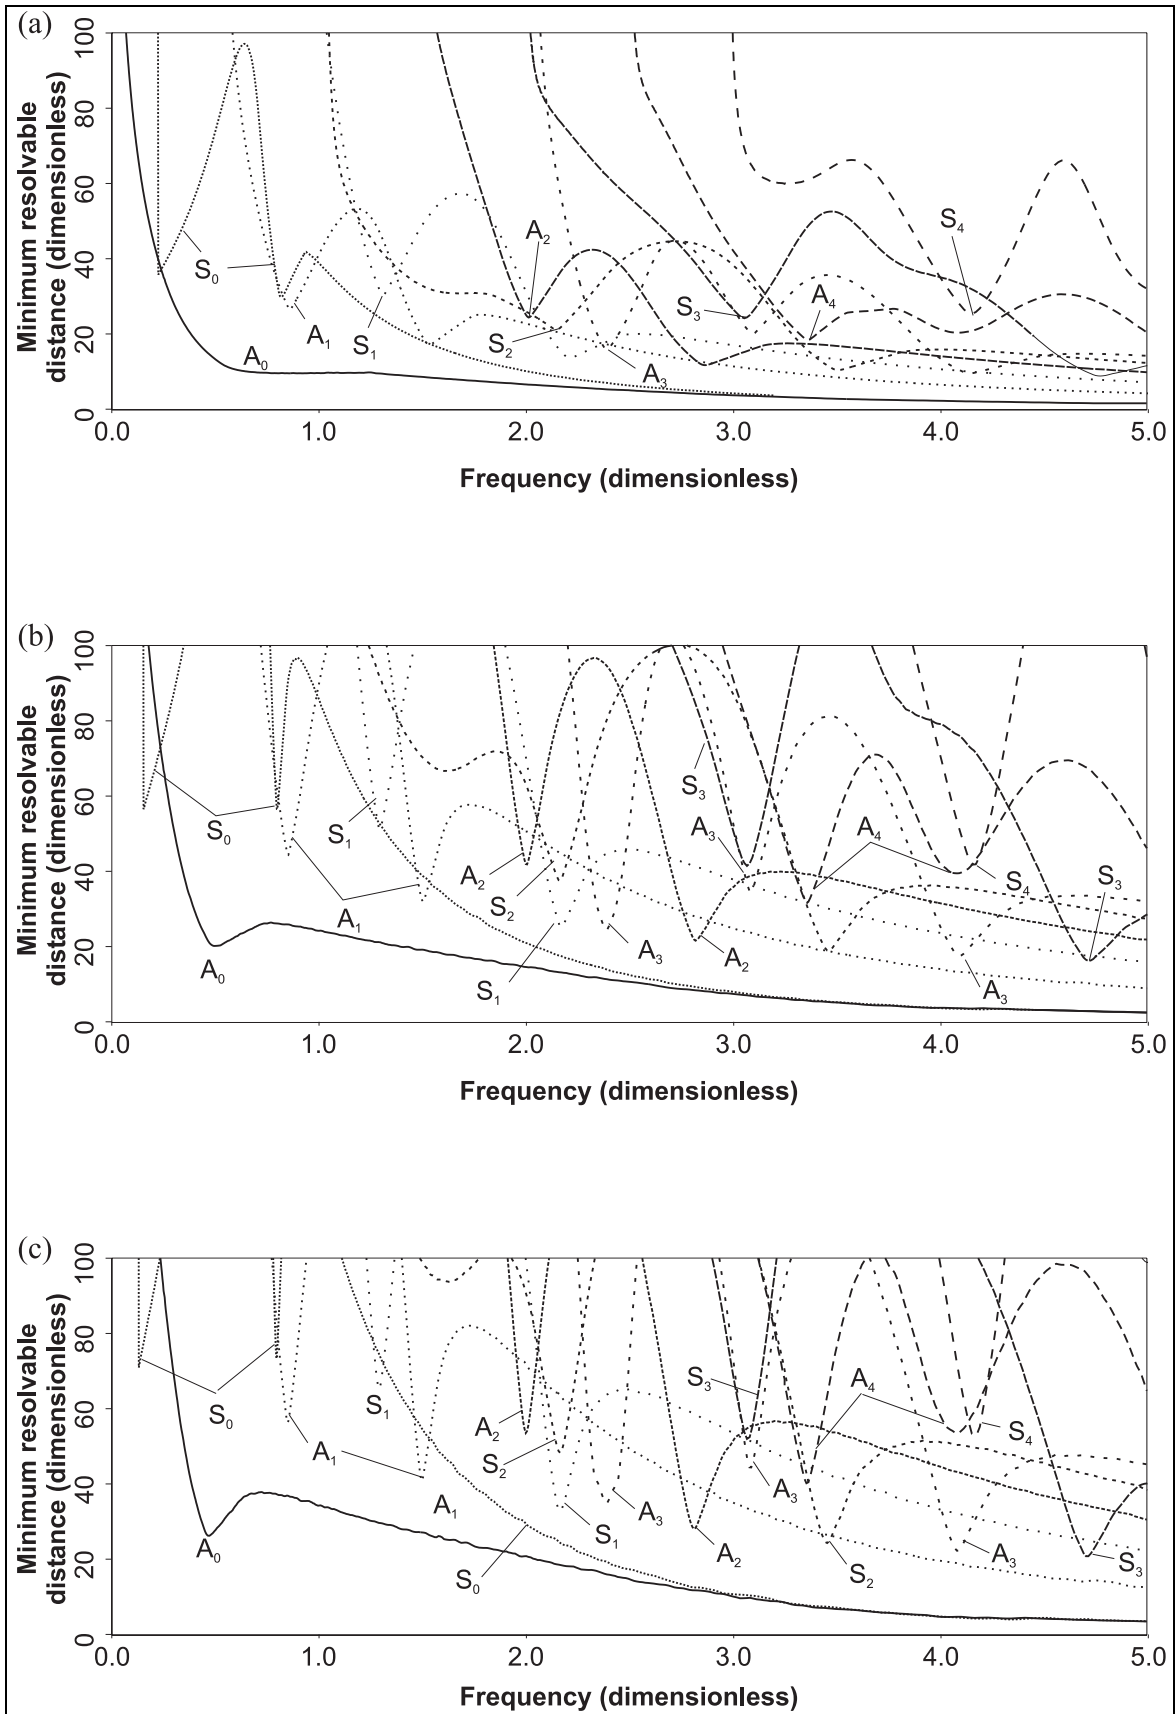 (a)
Minimum resolvable
distance (dimensionless)
100
80
60
40
20
0
S₀
A₀
A₁
S₁
A₂
S₂
A₃
S₃
A₄
S₄
0.0 1.0 2.0 3.0 4.0 5.0
Frequency (dimensionless)
(b)
Minimum resolvable
distance (dimensionless)
100
80
60
40
20
0
S₀
A₀
S₁
A₁
A₂
S₂
S₁
A₃
S₃
A₃
A₂
A₄
S₄
A₃
S₃
0.0 1.0 2.0 3.0 4.0 5.0
Frequency (dimensionless)
(c)
Minimum resolvable
distance (dimensionless)
100
80
60
40
20
0
S₀
A₀
A₁
S₁
A₁
S₀
A₂
S₂
S₁
A₃
S₃
A₂
A₃
A₄
S₂
S₄
A₃
S₃
0.0 1.0 2.0 3.0 4.0 5.0
Frequency (dimensionless)